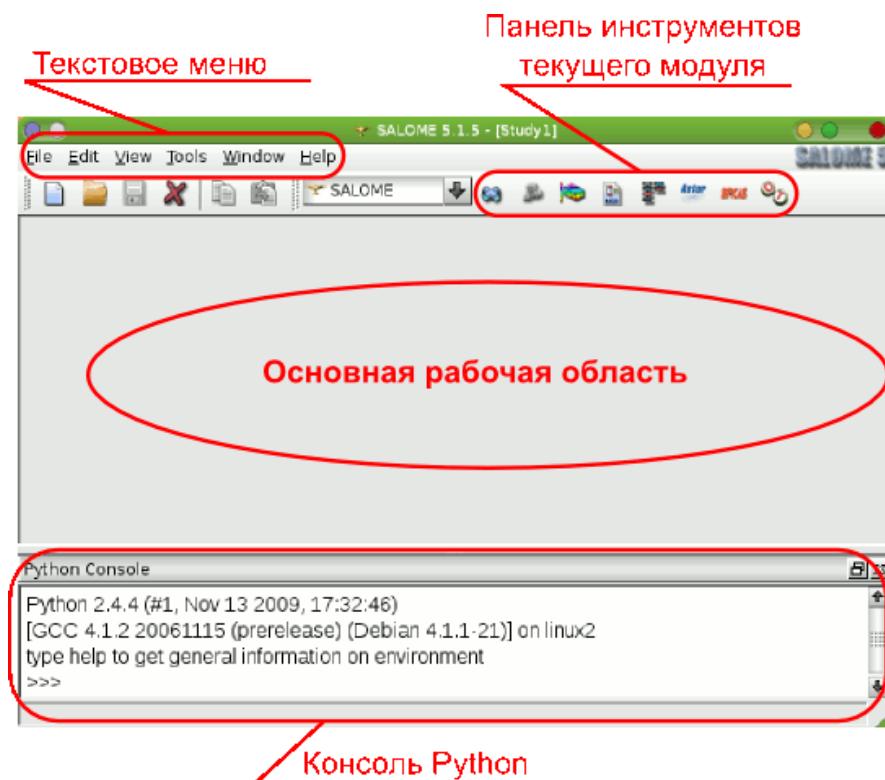 Панель инструментов
Текстовое меню
текущего модуля
SALOME 5.1.5 - [Study1]
File Edit View Tools Window Help
SALOME 5
SALOME
Aster
Основная рабочая область
Python Console
Python 2.4.4 (#1, Nov 13 2009, 17:32:46)
[GCC 4.1.2 20061115 (prerelease) (Debian 4.1.1-21)] on linux2
type help to get general information on environment
>>>
Консоль Python